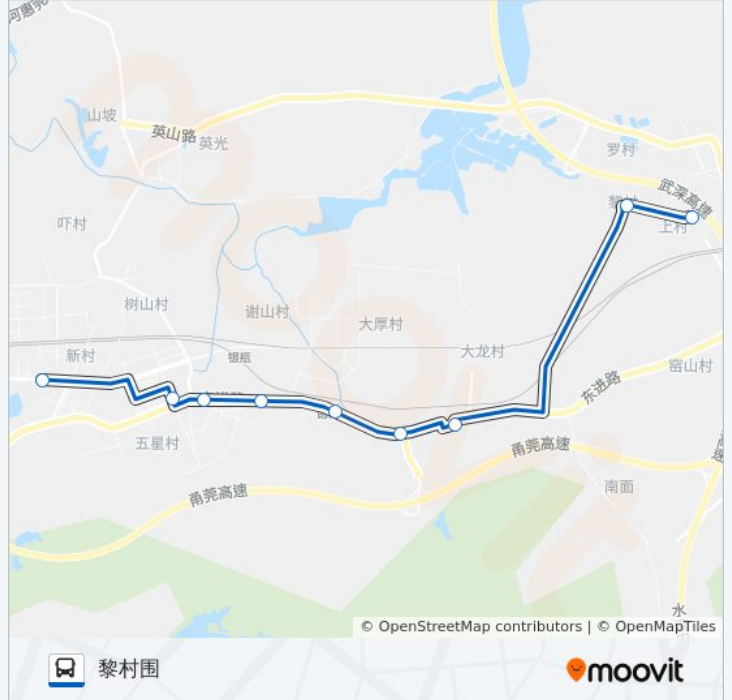 河惠莞
山坡
英山路
英光
罗村
武深高速
上村
吓村
树山村
谢山村
大厚村
新村
银瓶
大龙村
窑山村
东进路
五星村
甬莞高速
甬莞高速
南面
水
© OpenStreetMap contributors | © OpenMapTiles
黎村围
moovit